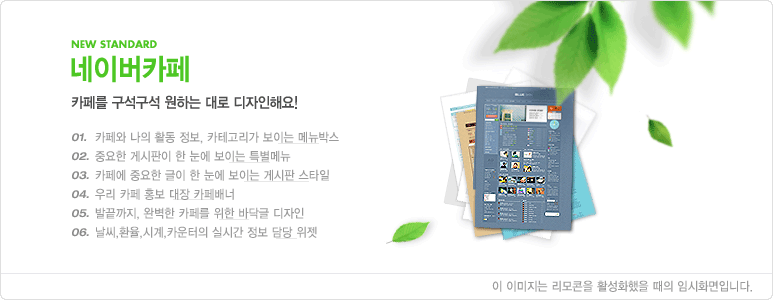 NEW STANDARD
네이버카페
카페를 구석구석 원하는 대로 디자인해요!
01. 카페와 나의 활동 정보, 카테고리가 보이는 메뉴박스
02. 중요한 게시판이 한 눈에 보이는 특별메뉴
03. 카페에 중요한 글이 한 눈에 보이는 게시판 스타일
04. 우리 카페 홍보 대장 카페배너
05. 발끝까지, 완벽한 카페를 위한 바닥글 디자인
06. 날씨,환율,시계,카운터의 실시간 정보 담당 위젯
이 이미지는 리모콘을 활성화했을 때의 임시화면입니다.